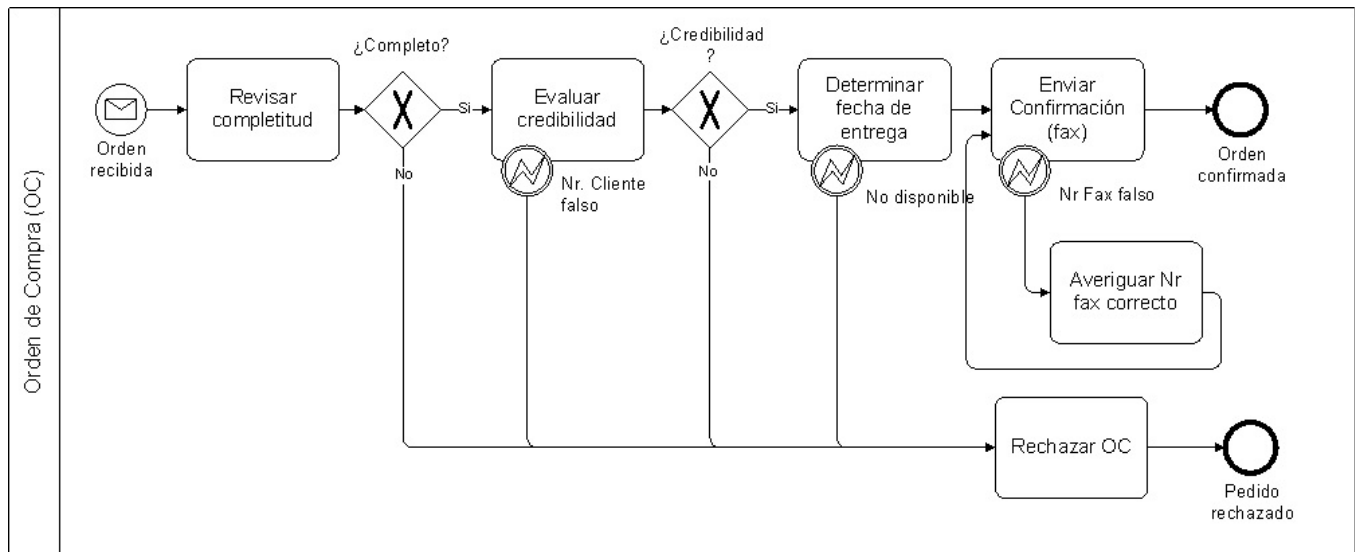 Orden de Compra (OC)
Orden
recibida
Revisar
completitud
¿Completo?
Si
No
Evaluar
credibilidad
Nr. Cliente
falso
¿Credibilidad
?
Si
No
Determinar
fecha de
entrega
No disponible
Enviar
Confirmación
(fax)
Nr Fax falso
Averiguar Nr
fax correcto
Orden
confirmada
Rechazar OC
Pedido
rechazado